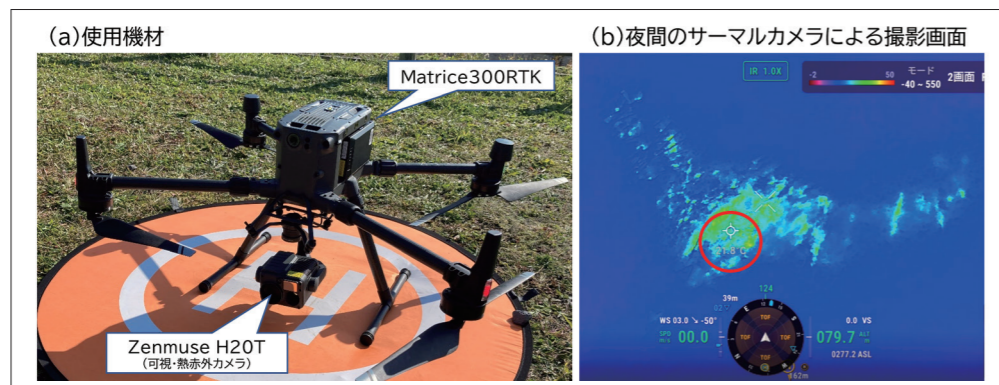 (a)使用機材
Matrice300RTK
Zenmuse H20T
(可視・熱赤外カメラ)
(b)夜間のサーマルカメラによる撮影画面
IR 1.0X
-2
50
モード
-40 ~ 550
2画面
124
39m
WS 03.0 ↘ -50°
SPD
m/s
00.0
TOF
TOF
TOF
TOF
0.0 VS
079.7
ALT
m
0277.2 ASL
62m